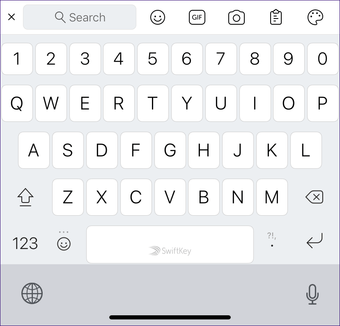 × Search GIF
1 2 3 4 5 6 7 8 9 0
Q W E R T Y U I O P
A S D F G H J K L
Z X C V B N M
123 SwiftKey ?!, .